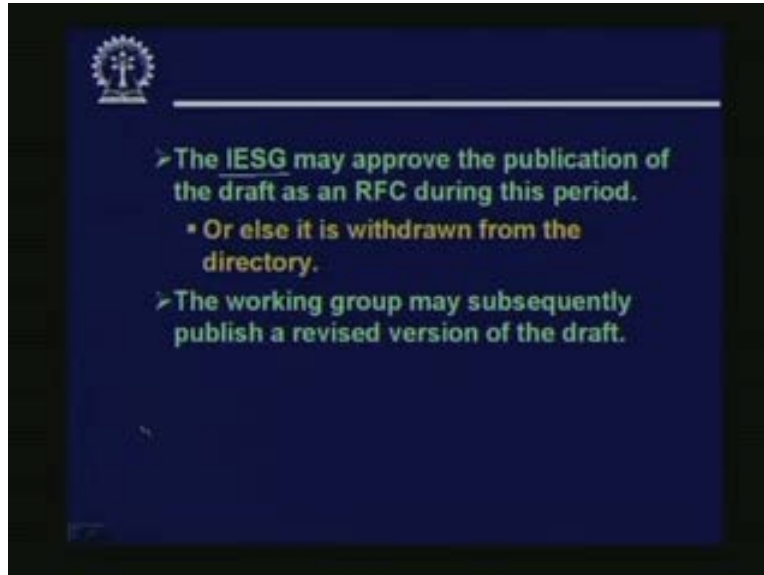 ➢The IESG may approve the publication of
the draft as an RFC during this period.
▪ Or else it is withdrawn from the
directory.
➢The working group may subsequently
publish a revised version of the draft.